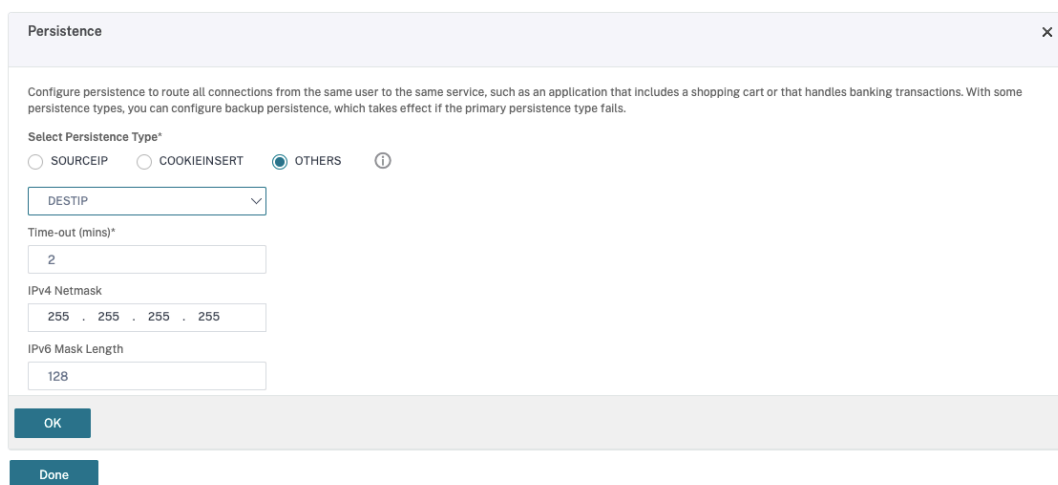 Persistence
Configure persistence to route all connections from the same user to the same service, such as an application that includes a shopping cart or that handles banking transactions. With some
persistence types, you can configure backup persistence, which takes effect if the primary persistence type fails.
Select Persistence Type*
SOURCEIP COOKIEINSERT OTHERS
DESTIP
Time-out (mins)*
2
IPv4 Netmask
255 . 255 . 255 . 255
IPv6 Mask Length
128
OK
Done